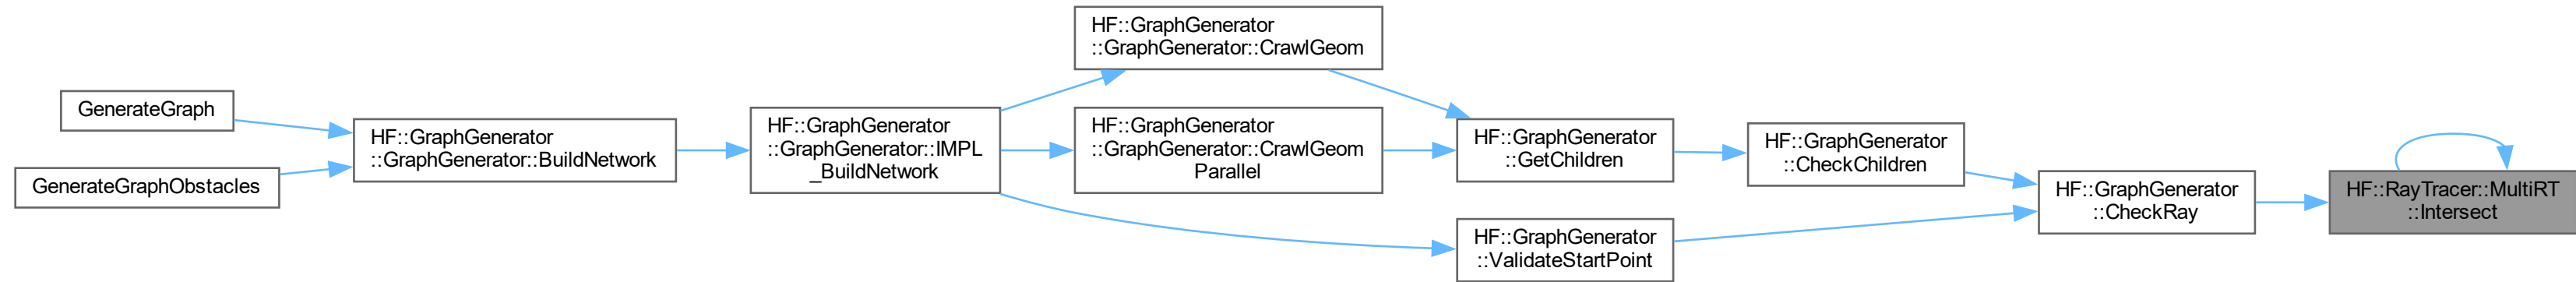 GenerateGraph
GenerateGraphObstacles
HF::GraphGenerator
::GraphGenerator::BuildNetwork
HF::GraphGenerator
::GraphGenerator::IMPL
_BuildNetwork
HF::GraphGenerator
::GraphGenerator::CrawlGeom
HF::GraphGenerator
::GraphGenerator::CrawlGeom
Parallel
HF::GraphGenerator
::GetChildren
HF::GraphGenerator
::ValidateStartPoint
HF::GraphGenerator
::CheckChildren
HF::GraphGenerator
::CheckRay
HF::RayTracer::MultiRT
::Intersect